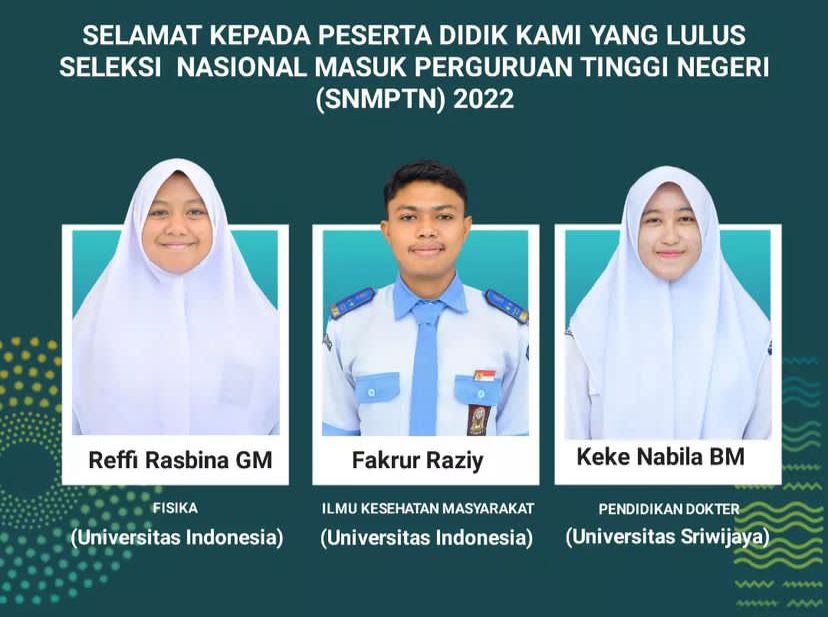 SELAMAT KEPADA PESERTA DIDIK KAMI YANG LULUS
SELEKSI NASIONAL MASUK PERGURUAN TINGGI NEGERI
(SNMPTN) 2022
Reffi Rasbina GM
Fakrur Raziy
Keke Nabila BM
FISIKA
ILMU KESEHATAN MASYARAKAT
PENDIDIKAN DOKTER
(Universitas Indonesia)
(Universitas Indonesia)
(Universitas Sriwijaya)